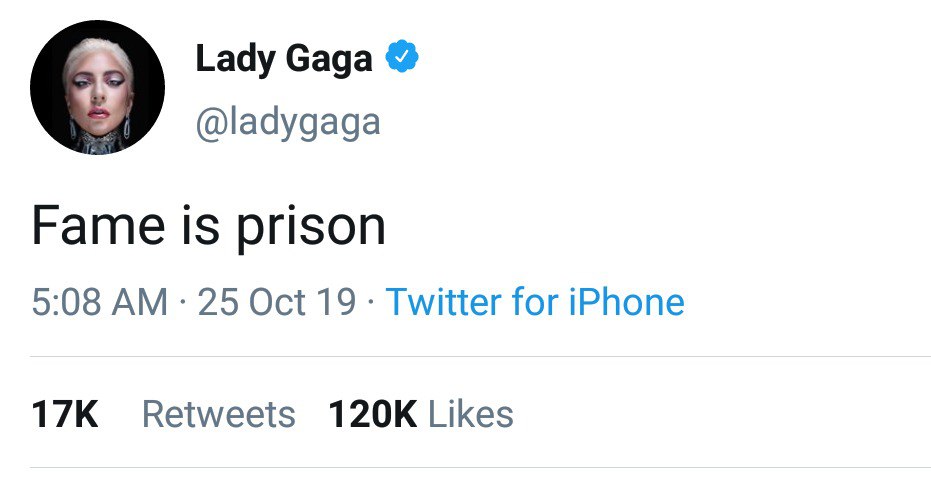 Lady Gaga
@ladygaga
Fame is prison
5:08 AM · 25 Oct 19 · Twitter for iPhone
17K Retweets 120K Likes